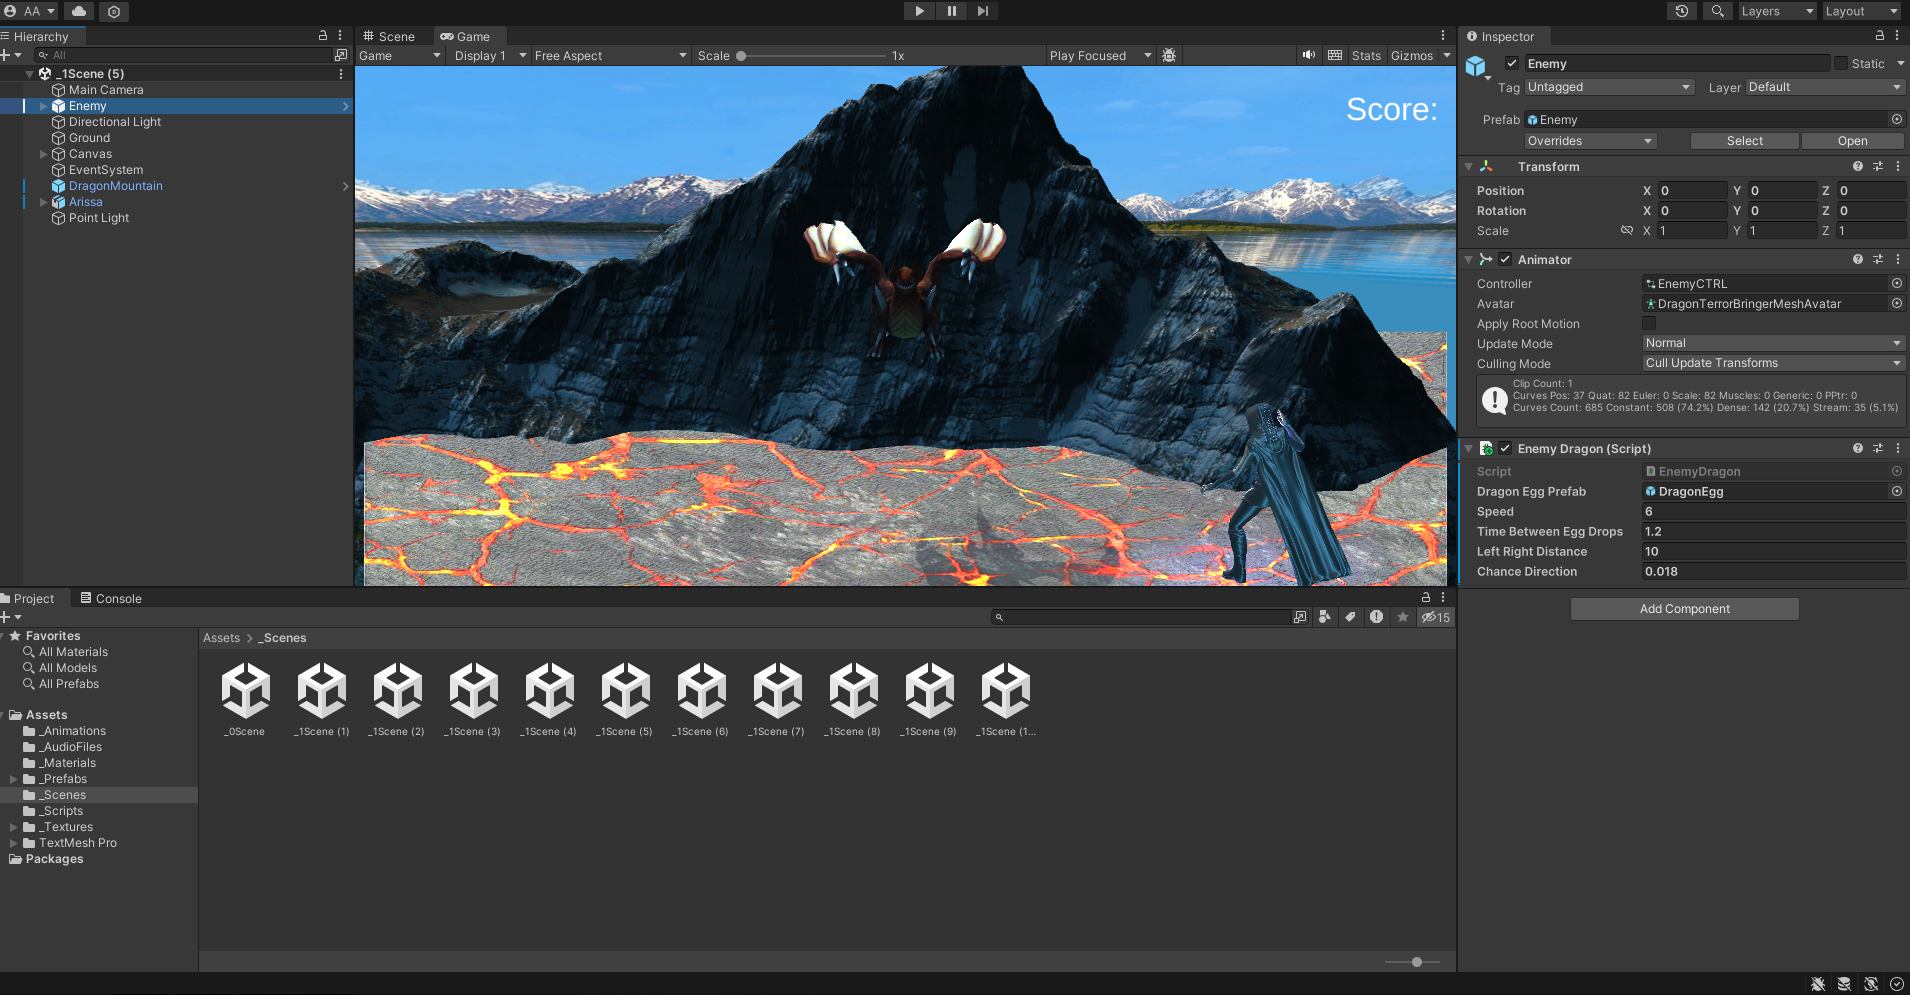 AA
Layers
Layout
Hierarchy
All
_1Scene (5)
Main Camera
Enemy
Directional Light
Ground
Canvas
EventSystem
DragonMountain
Arissa
Point Light
Scene
Game
Game
Display 1
Free Aspect
Scale
1x
Play Focused
Stats
Gizmos
Score:
Inspector
Enemy
Static
Tag
Untagged
Layer
Default
Prefab
Enemy
Overrides
Select
Open
Transform
Position
X 0 Y 0 Z 0
Rotation
X 0 Y 0 Z 0
Scale
X 1 Y 1 Z 1
Animator
Controller
EnemyCTRL
Avatar
DragonTerrorBringerMeshAvatar
Apply Root Motion
Update Mode
Normal
Culling Mode
Cull Update Transforms
Clip Count: 1
Curves Pos: 37 Quat: 82 Euler: 0 Scale: 82 Muscles: 0 Generic: 0 PPtr: 0
Curves Count: 685 Constant: 508 (74.2%) Dense: 142 (20.7%) Stream: 35 (5.1%)
Enemy Dragon (Script)
Script
EnemyDragon
Dragon Egg Prefab
DragonEgg
Speed
6
Time Between Egg Drops
1.2
Left Right Distance
10
Chance Direction
0.018
Add Component
Project
Console
15
Favorites
All Materials
All Models
All Prefabs
Assets
_Animations
_AudioFiles
_Materials
_Prefabs
_Scenes
_Scripts
_Textures
TextMesh Pro
Packages
Assets > _Scenes
_0Scene
_1Scene (1)
_1Scene (2)
_1Scene (3)
_1Scene (4)
_1Scene (5)
_1Scene (6)
_1Scene (7)
_1Scene (8)
_1Scene (9)
_1Scene (1...